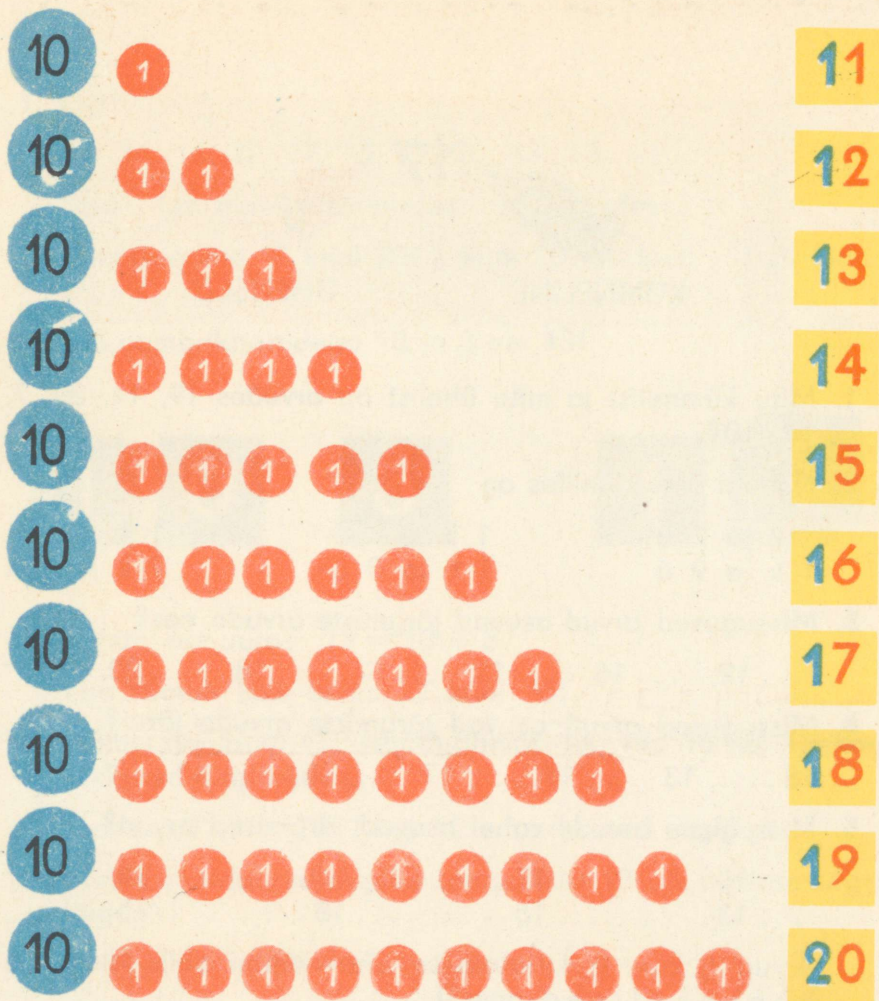 10 1 11
10 1 1 12
10 1 1 1 13
10 1 1 1 1 14
10 1 1 1 1 1 15
10 1 1 1 1 1 1 16
10 1 1 1 1 1 1 1 17
10 1 1 1 1 1 1 1 1 18
10 1 1 1 1 1 1 1 1 1 19
10 1 1 1 1 1 1 1 1 1 1 20